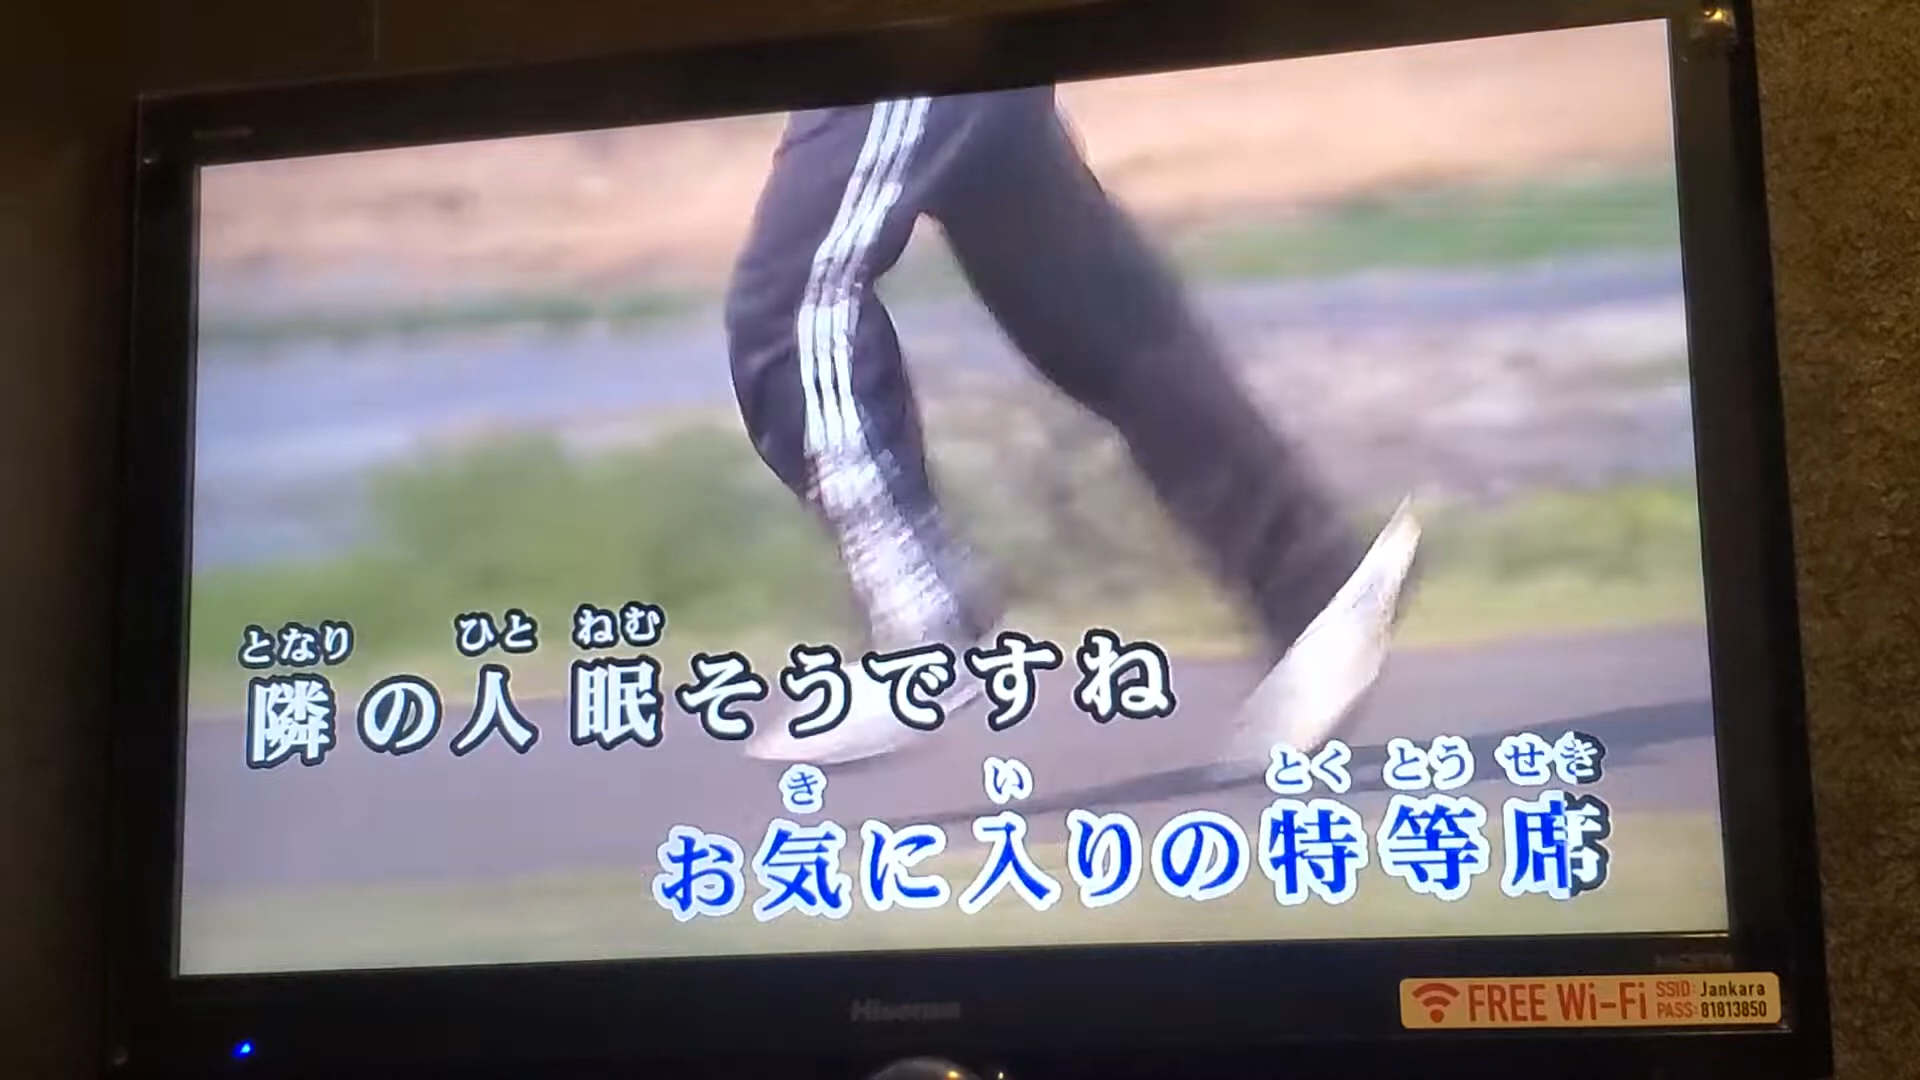 となり ひと ねむ
隣の人 眠そうですね
き い とく とう せき
お気に入りの特等席
Hisense
FREE Wi-Fi
SSID: Jankara
PASS: 81813850